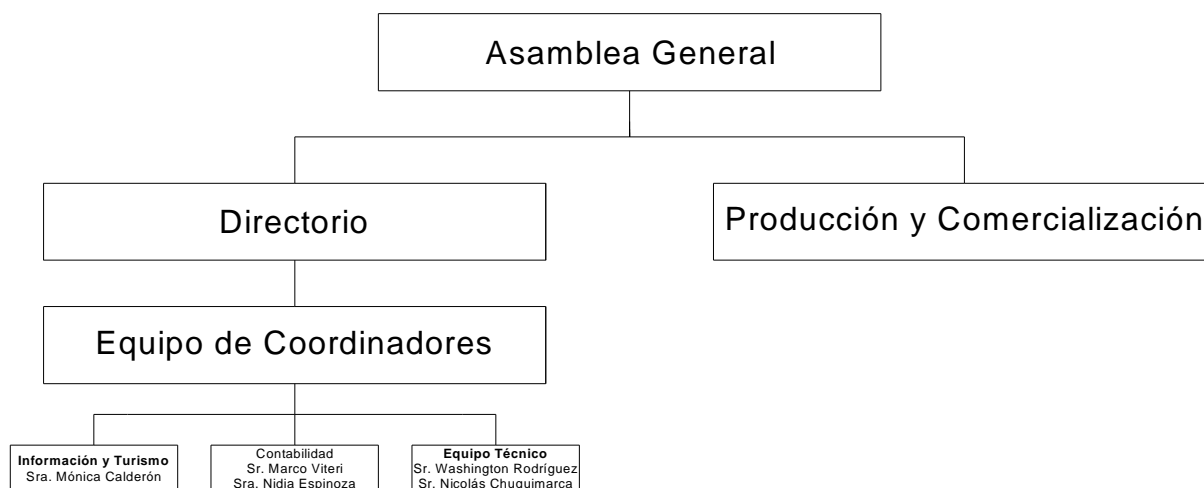 Asamblea General
Directorio
Producción y Comercialización
Equipo de Coordinadores
Información y Turismo
Sra. Mónica Calderón
Contabilidad
Sr. Marco Viteri
Sra. Nidia Espinoza
Equipo Técnico
Sr. Washington Rodríguez
Sr. Nicolás Chuquimarca